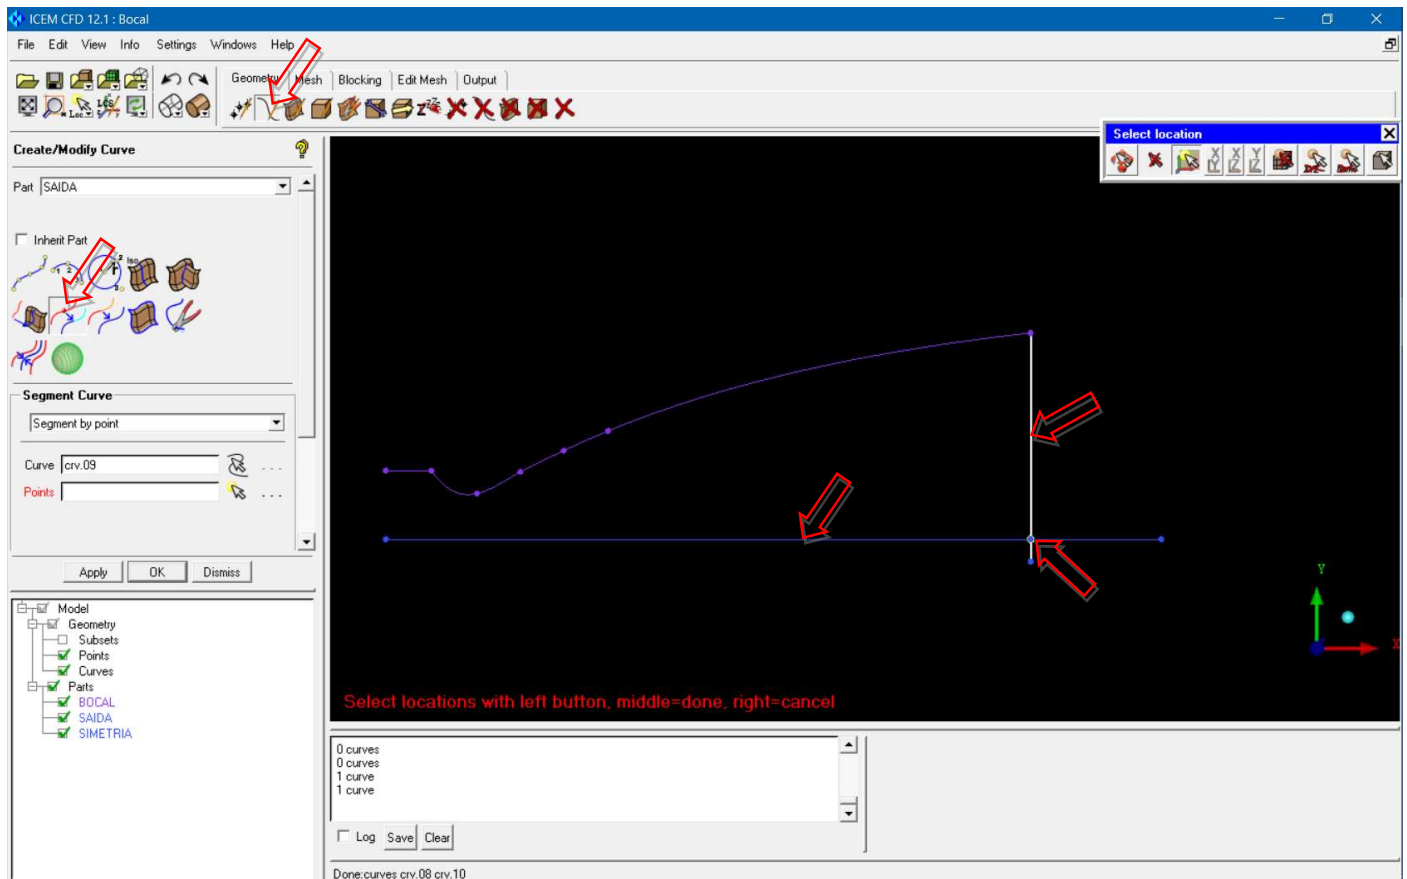 ICEM CFD 12.1 : Bocal
File Edit View Info Settings Windows Help
Geometry Mesh Blocking Edit Mesh Output
Select location
Create/Modify Curve
Part SAIDA
Inherit Part
Segment Curve
Segment by point
Curve crv.09
Points
Apply OK Dismiss
Model
Geometry
Subsets
Points
Curves
Parts
BOCAL
SAIDA
SIMETRIA
Y
X
Select locations with left button, middle=done, right=cancel
0 curves
0 curves
1 curve
1 curve
Log Save Clear
Done:curves crv.08 crv.10